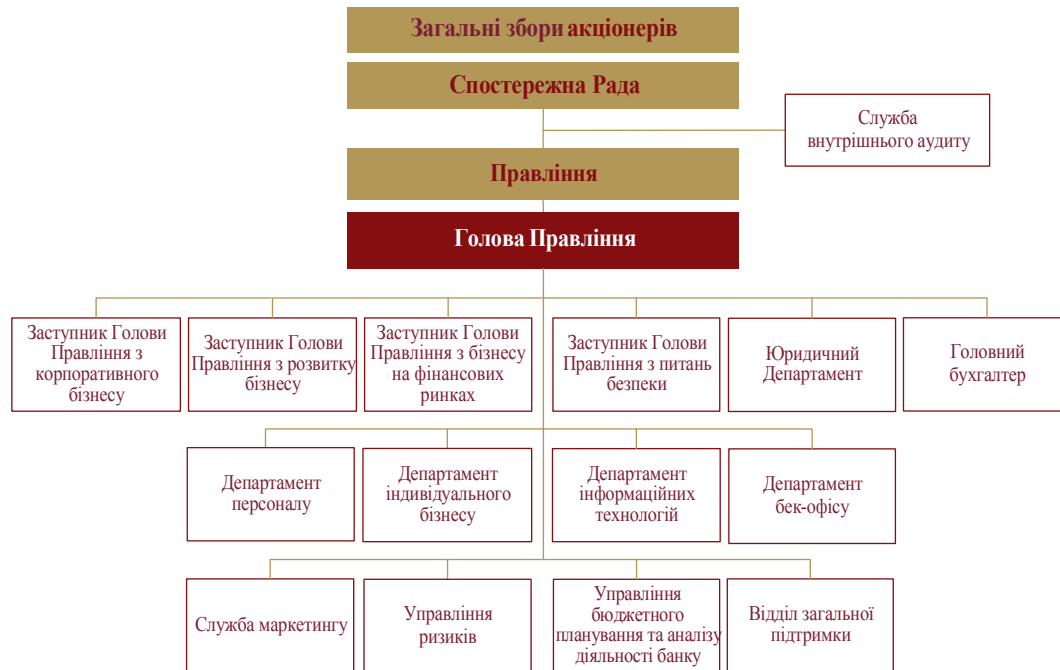 Загальні збори акціонерів
Спостережна Рада
Служба
внутрішнього аудиту
Правління
Голова Правління
Заступник Голови
Правління з
корпоративного
бізнесу
Заступник Голови
Правління з розвитку
бізнесу
Заступник Голови
Правління з бізнесу
на фінансових
ринках
Заступник Голови
Правління з питань
безпеки
Юридичний
Департамент
Головний
бухгалтер
Департамент
персоналу
Департамент
індивідуального
бізнесу
Департамент
інформаційних
технологій
Департамент
бек-офісу
Служба маркетингу
Управління
ризиків
Управління
бюджетного
планування та аналізу
діяльності банку
Відділ загальної
підтримки